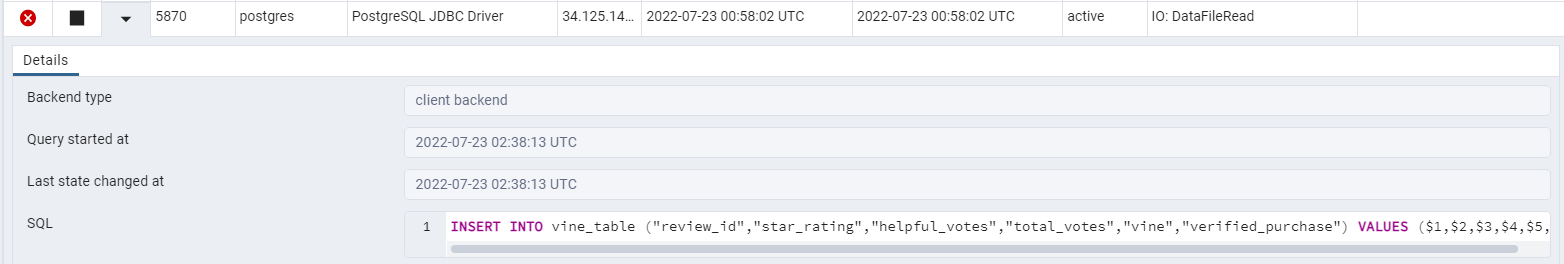 5870 postgres PostgreSQL JDBC Driver 34.125.14... 2022-07-23 00:58:02 UTC 2022-07-23 00:58:02 UTC active IO: DataFileRead
Details
Backend type client backend
Query started at 2022-07-23 02:38:13 UTC
Last state changed at 2022-07-23 02:38:13 UTC
SQL 1 INSERT INTO vine_table ("review_id","star_rating","helpful_votes","total_votes","vine","verified_purchase") VALUES ($1,$2,$3,$4,$5,